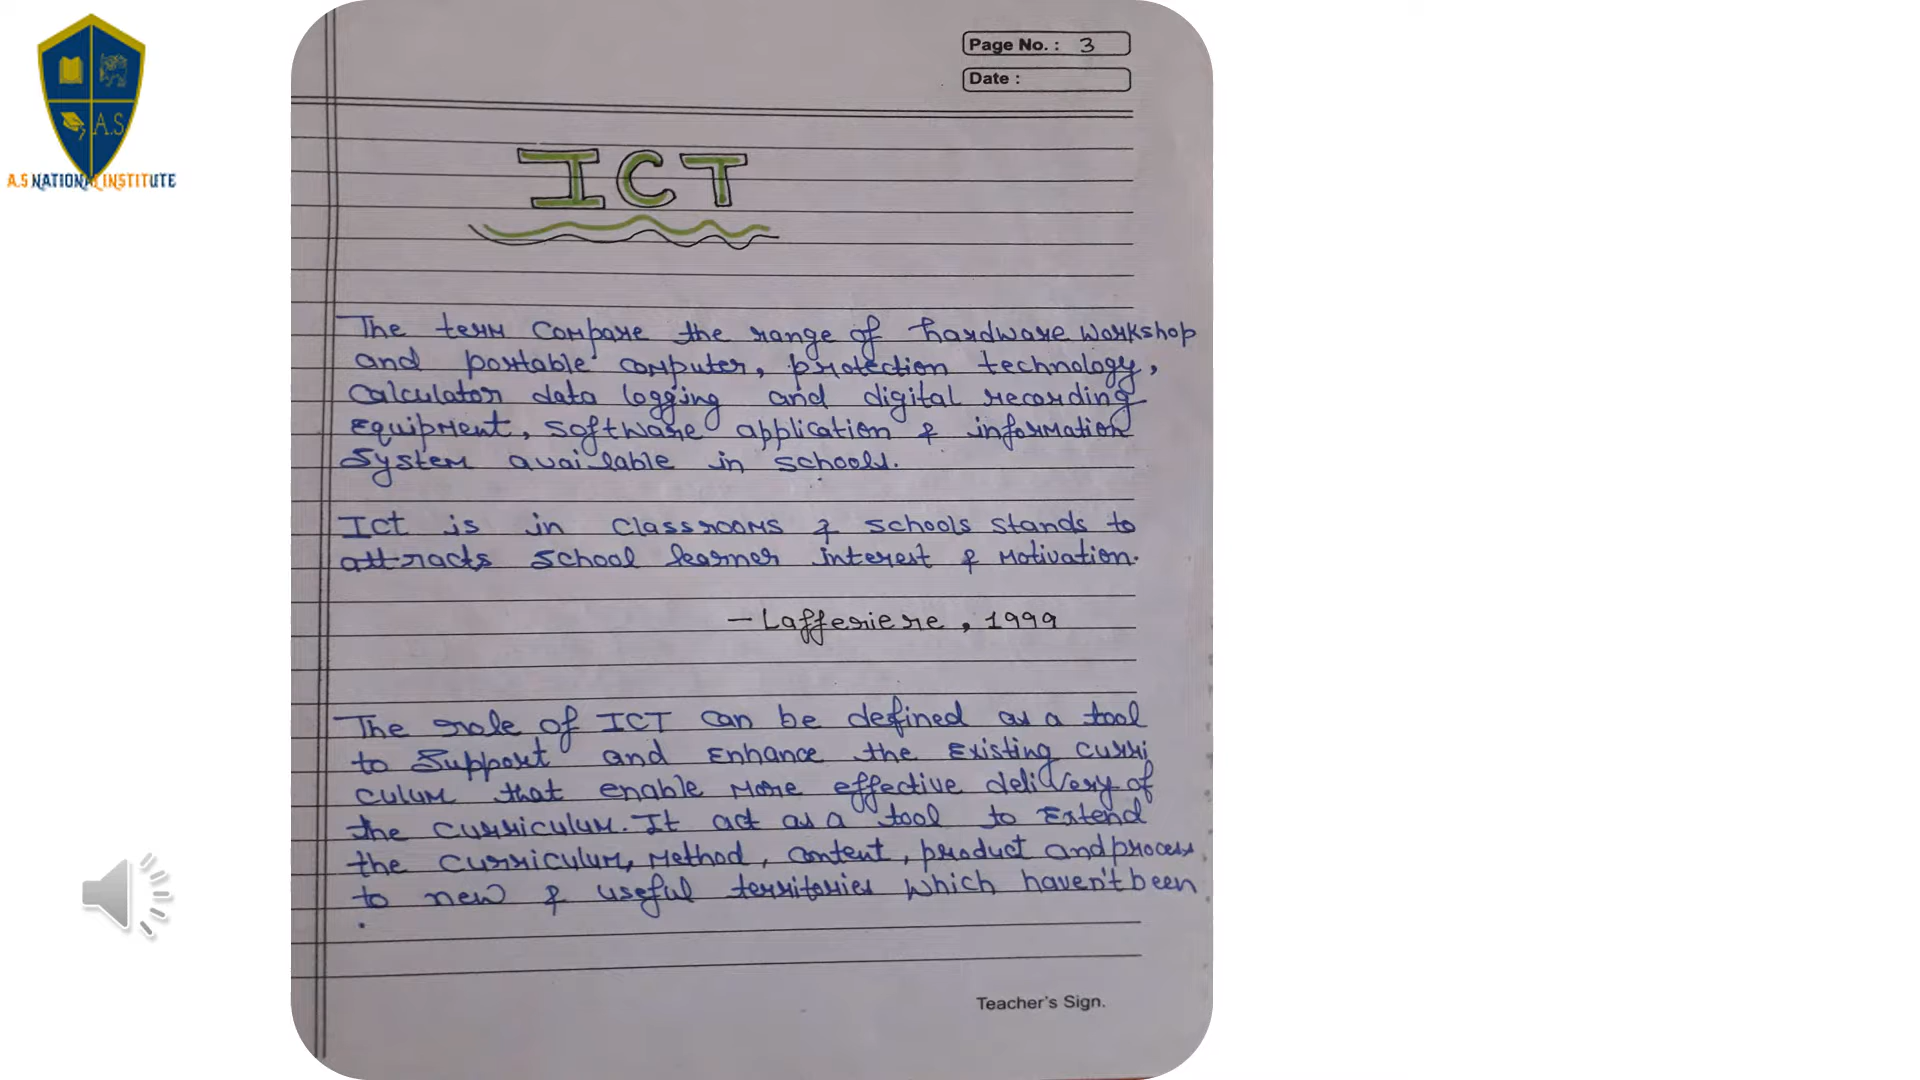 A.S NATIONAL INSTITUTE
A.S.
Page No. : 3
Date :
ICT
The term compare the range of hardware workshop
and portable computer, protection technology,
Calculator data logging and digital recording
Equipment, software application & information
System available in schools.
Ict is in classrooms & schools stands to
attracts school learner interest & motivation.
– Lafferiere, 1999
The role of ICT can be defined as a tool
to support and enhance the existing curri
culum that enable more effective delivery of
the curriculum. It act as a tool to Extend
the curriculum, method, content, product and process
to new & useful territories which haven't been
Teacher's Sign.